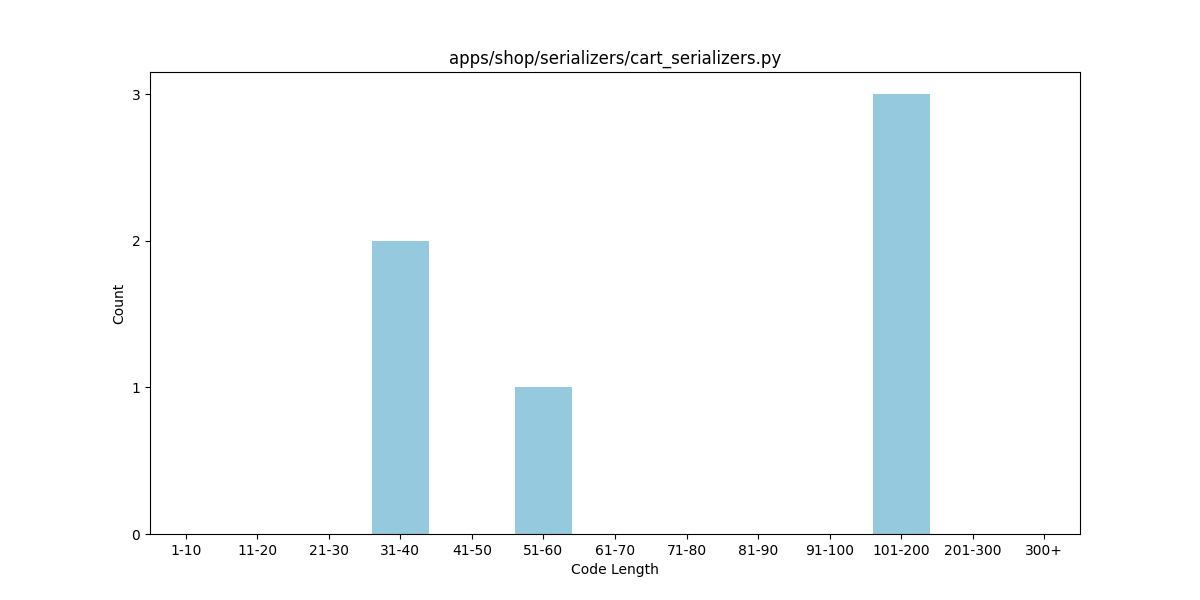 apps/shop/serializers/cart_serializers.py
3
2
1
0
Count
1-10 11-20 21-30 31-40 41-50 51-60 61-70 71-80 81-90 91-100 101-200 201-300 300+
Code Length